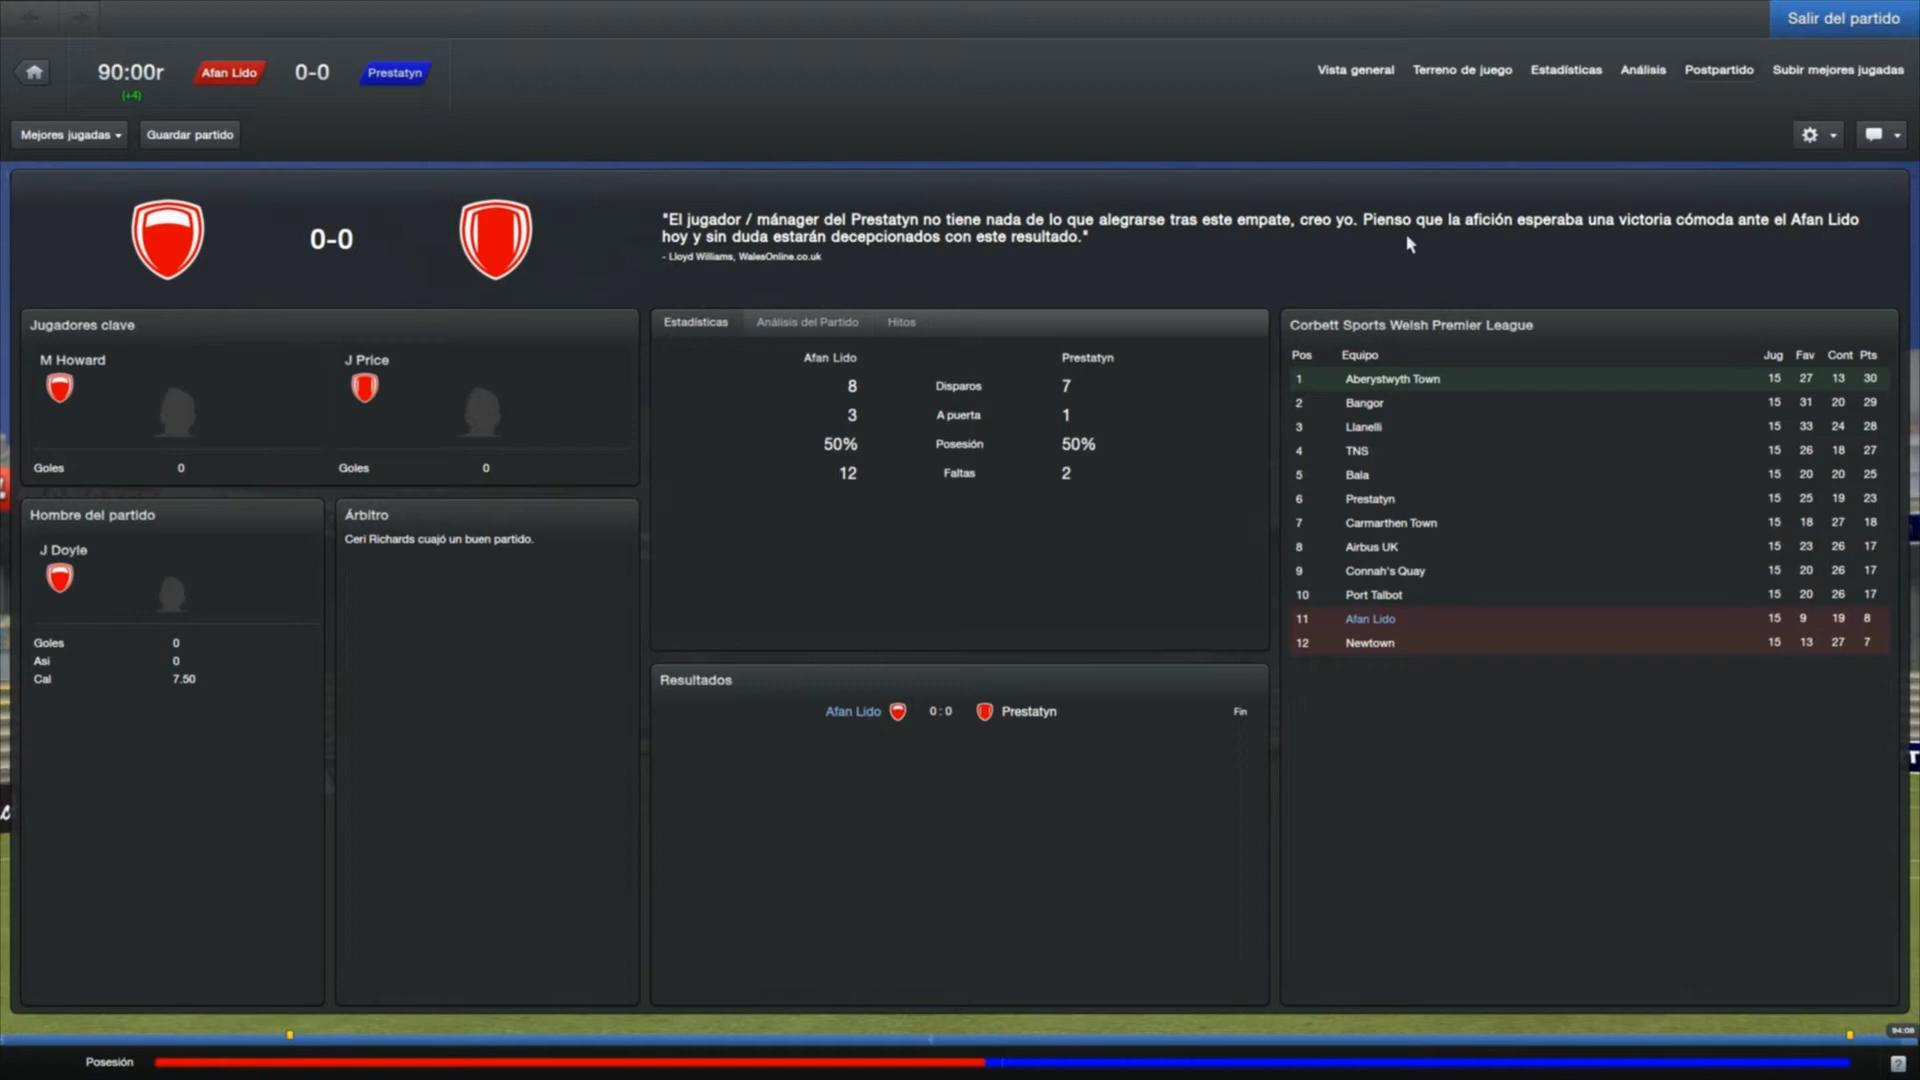 Salir del partido
90:00r
(+4)
Afan Lido
0-0
Prestatyn
Vista general
Terreno de juego
Estadísticas
Análisis
Postpartido
Subir mejores jugadas
Mejores jugadas
Guardar partido
0-0
"El jugador / mánager del Prestatyn no tiene nada de lo que alegrarse tras este empate, creo yo. Pienso que la afición esperaba una victoria cómoda ante el Afan Lido
hoy y sin duda estarán decepcionados con este resultado."
- Lloyd Williams, WalesOnline.co.uk
Jugadores clave
M Howard
J Price
Goles 0
Goles 0
Hombre del partido
J Doyle
Goles 0
Asi 0
Cal 7.50
Árbitro
Ceri Richards cuajó un buen partido.
Estadísticas
Análisis del Partido
Hitos
Afan Lido Prestatyn
8 Disparos 7
3 A puerta 1
50% Posesión 50%
12 Faltas 2
Resultados
Afan Lido 0 : 0 Prestatyn Fin
Corbett Sports Welsh Premier League
Pos Equipo Jug Fav Cont Pts
1 Aberystwyth Town 15 27 13 30
2 Bangor 15 31 20 29
3 Llanelli 15 33 24 28
4 TNS 15 26 18 27
5 Bala 15 20 20 25
6 Prestatyn 15 25 19 23
7 Carmarthen Town 15 18 27 18
8 Airbus UK 15 23 26 17
9 Connah's Quay 15 20 26 17
10 Port Talbot 15 20 26 17
11 Afan Lido 15 9 19 8
12 Newtown 15 13 27 7
94:08
Posesión
?